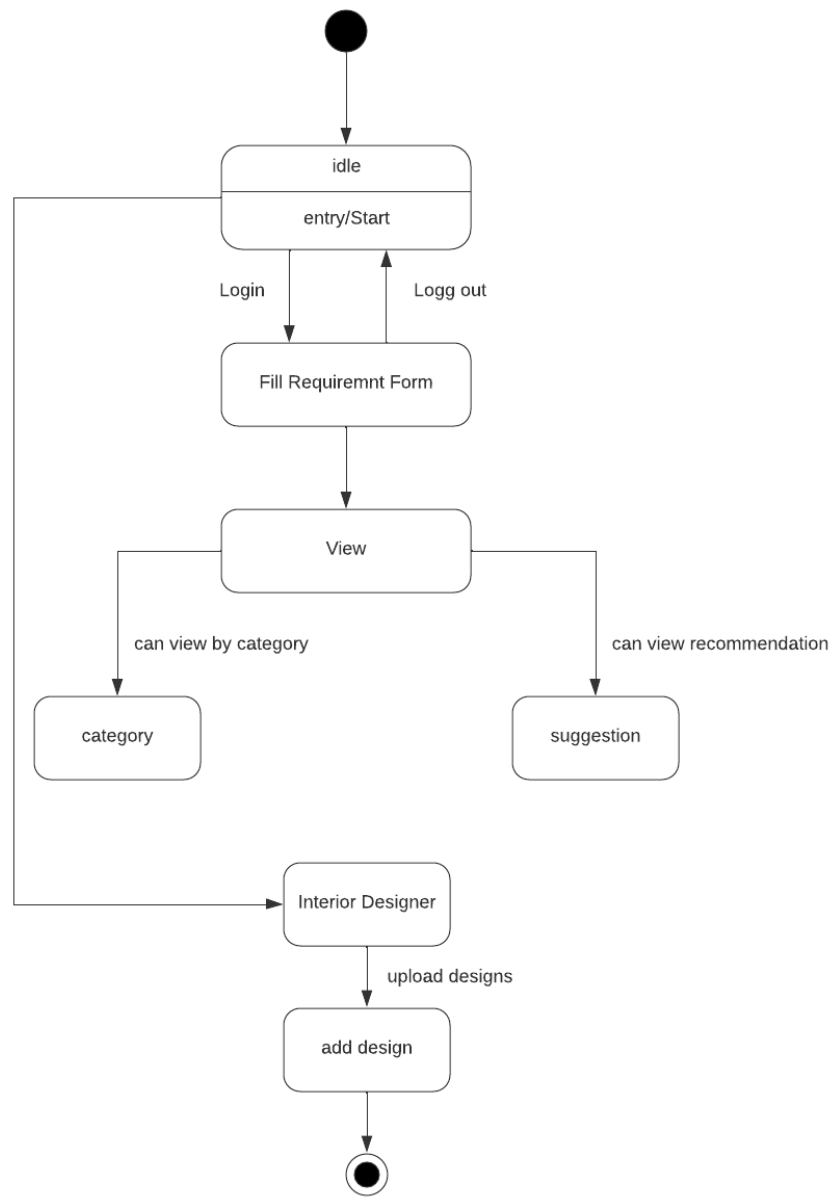 idle
entry/Start
Login
Logg out
Fill Requiremnt Form
View
can view by category
can view recommendation
category
suggestion
Interior Designer
upload designs
add design